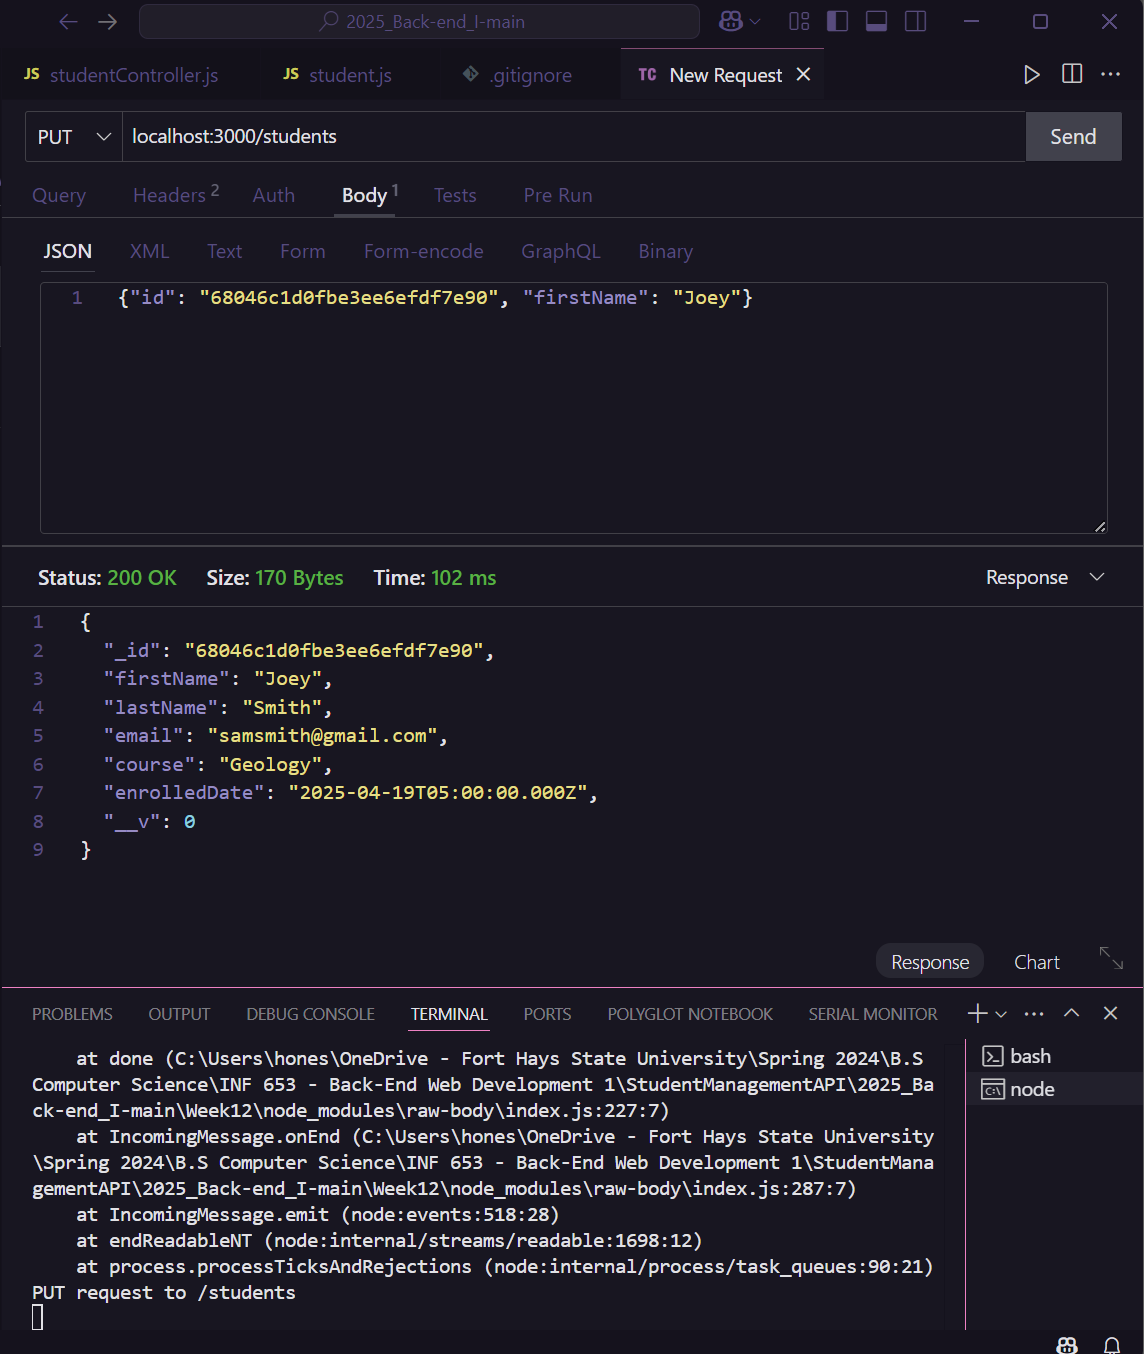 2025_Back-end_I-main
JS studentController.js JS student.js .gitignore TC New Request
PUT localhost:3000/students Send
Query Headers 2 Auth Body 1 Tests Pre Run
JSON XML Text Form Form-encode GraphQL Binary
1 {"id": "68046c1d0fbe3ee6efdf7e90", "firstName": "Joey"}
Status: 200 OK Size: 170 Bytes Time: 102 ms Response
1 {
2 "_id": "68046c1d0fbe3ee6efdf7e90",
3 "firstName": "Joey",
4 "lastName": "Smith",
5 "email": "samsmith@gmail.com",
6 "course": "Geology",
7 "enrolledDate": "2025-04-19T05:00:00.000Z",
8 "__v": 0
9 }
Response Chart
PROBLEMS OUTPUT DEBUG CONSOLE TERMINAL PORTS POLYGLOT NOTEBOOK SERIAL MONITOR
at done (C:\Users\hones\OneDrive - Fort Hays State University\Spring 2024\B.S
Computer Science\INF 653 - Back-End Web Development 1\StudentManagementAPI\2025_Ba
ck-end_I-main\Week12\node_modules\raw-body\index.js:227:7)
at IncomingMessage.onEnd (C:\Users\hones\OneDrive - Fort Hays State University
\Spring 2024\B.S Computer Science\INF 653 - Back-End Web Development 1\StudentMana
gementAPI\2025_Back-end_I-main\Week12\node_modules\raw-body\index.js:287:7)
at IncomingMessage.emit (node:events:518:28)
at endReadableNT (node:internal/streams/readable:1698:12)
at process.processTicksAndRejections (node:internal/process/task_queues:90:21)
PUT request to /students
bash
node